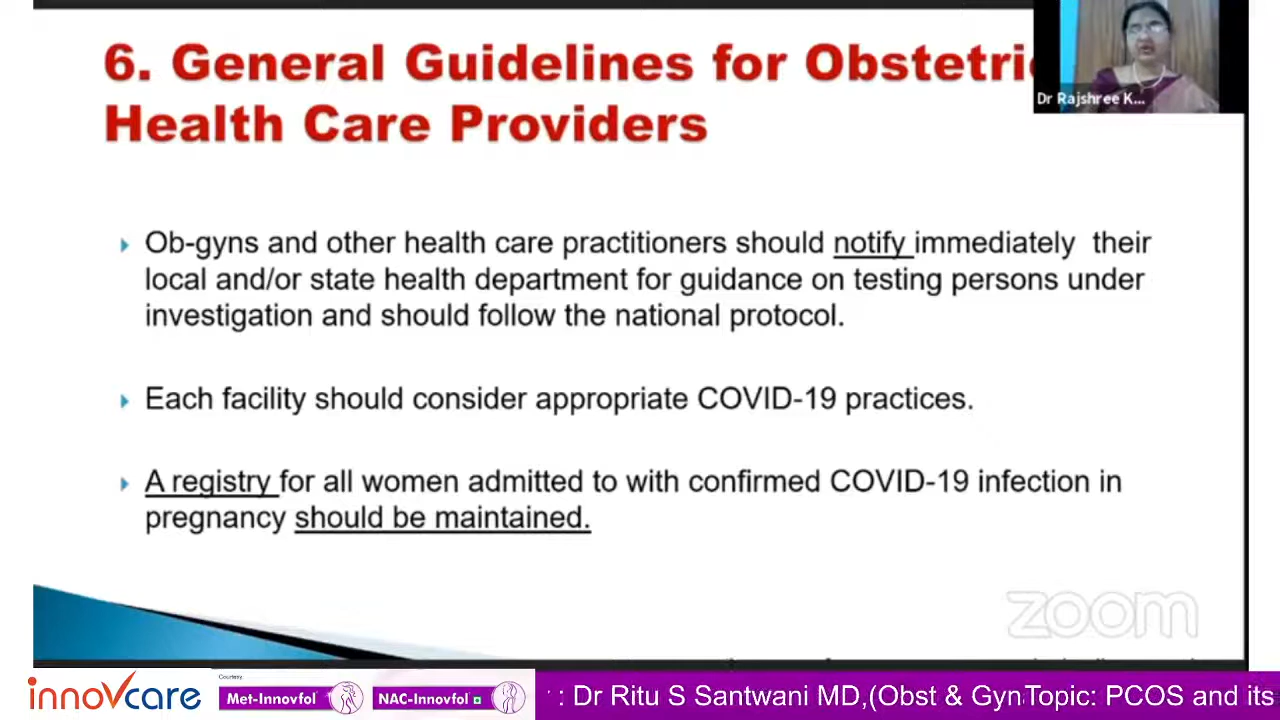 6. General Guidelines for Obstetri
Health Care Providers
Dr Rajshree K...
Ob-gyns and other health care practitioners should notify immediately their
local and/or state health department for guidance on testing persons under
investigation and should follow the national protocol.
Each facility should consider appropriate COVID-19 practices.
A registry for all women admitted to with confirmed COVID-19 infection in
pregnancy should be maintained.
zoom
innovcare
Courtesy
Met-Innovfol
NAC-Innovfol
: Dr Ritu S Santwani MD,(Obst & Gyn
Topic: PCOS and its